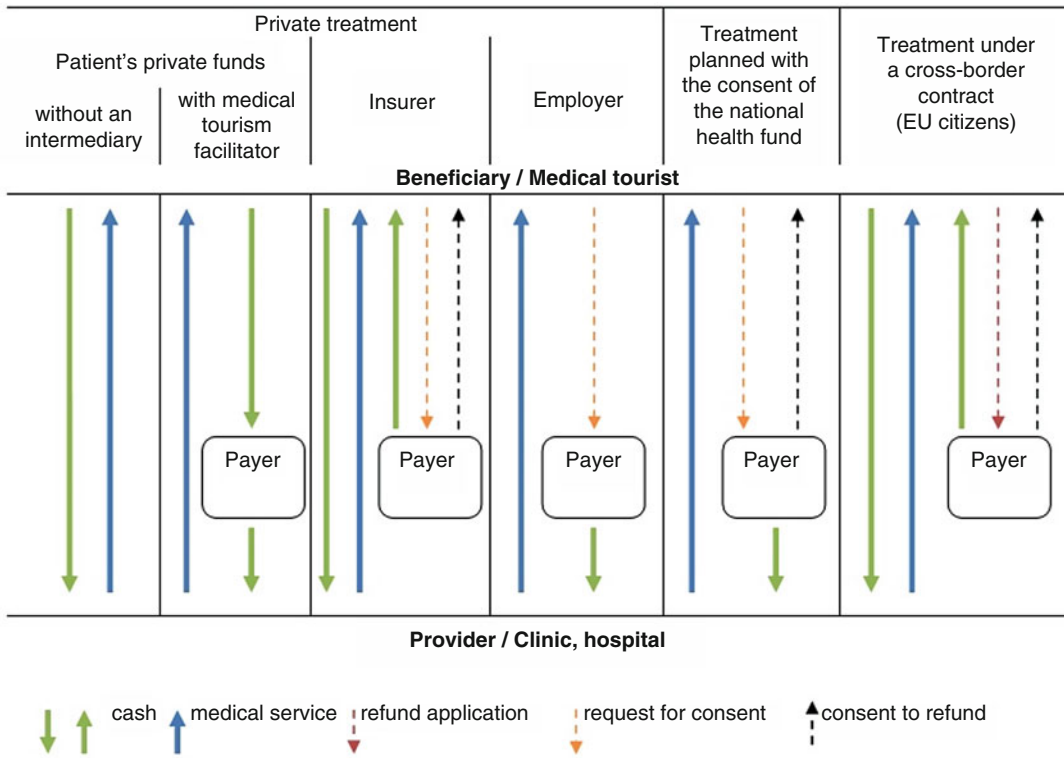 Private treatment
Patient's private funds
without an
intermediary
with medical
tourism
facilitator
Insurer
Employer
Treatment
planned with
the consent of
the national
health fund
Treatment under
a cross-border
contract
(EU citizens)
Beneficiary / Medical tourist
Payer
Payer
Payer
Payer
Payer
Provider / Clinic, hospital
cash
medical service
refund application
request for consent
consent to refund